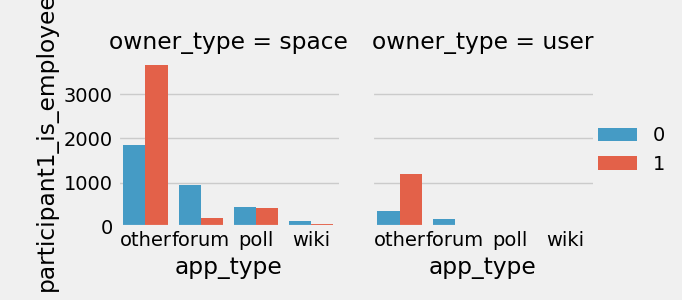 owner_type = space
owner_type = user
participant1_is_employee
3000
2000
1000
0
other forum poll wiki
other forum poll wiki
app_type
app_type
0
1